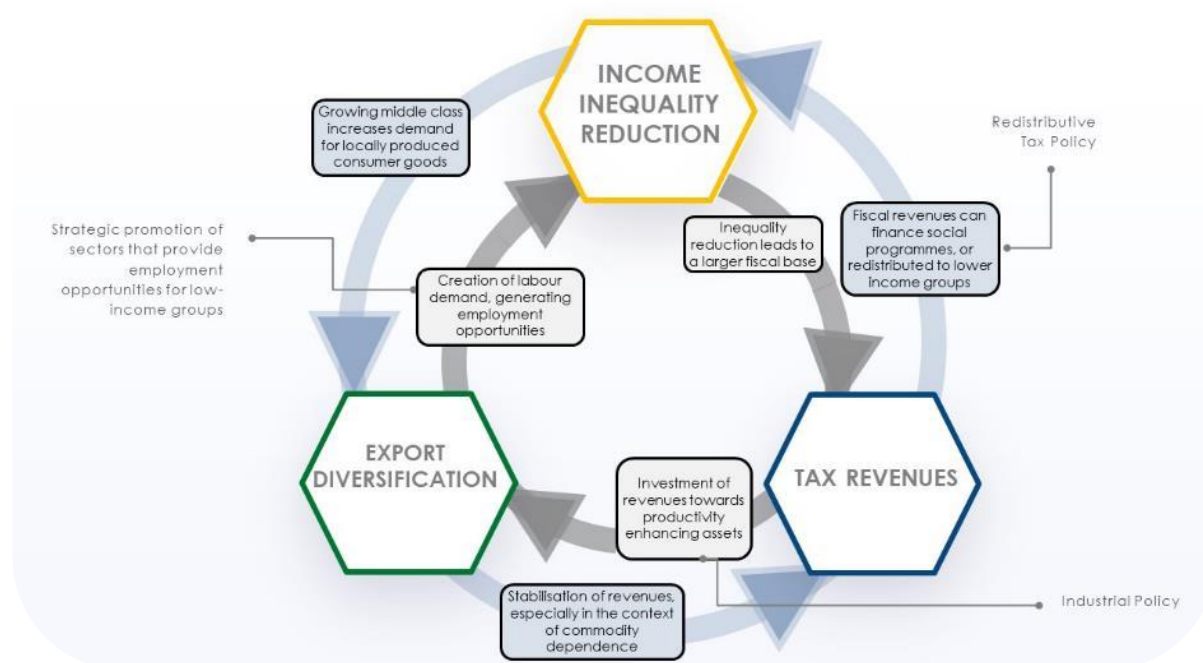 INCOME
INEQUALITY
REDUCTION
Growing middle class
increases demand
for locally produced
consumer goods
Redistributive
Tax Policy
Strategic promotion of
sectors that provide
employment
opportunities for low-
income groups
Inequality
reduction leads to
a larger fiscal base
Fiscal revenues can
finance social
programmes, or
redistributed to lower
income groups
Creation of labour
demand, generating
employment
opportunities
EXPORT
DIVERSIFICATION
Investment of
revenues towards
productivity
enhancing assets
TAX REVENUES
Stabilisation of revenues,
especially in the context
of commodity
dependence
Industrial Policy